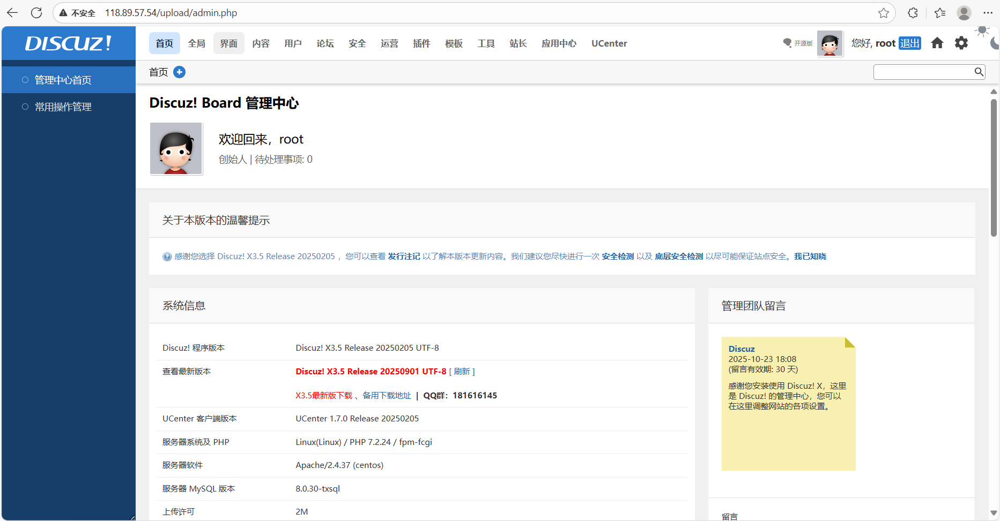 不安全 118.89.57.54/upload/admin.php
DISCUZ!
首页 全局 界面 内容 用户 论坛 安全 运营 插件 模板 工具 站长 应用中心 UCenter
开源版 您好, root 退出
管理中心首页
常用操作管理
首页
Discuz! Board 管理中心
欢迎回来，root
创始人 | 待处理事项: 0
关于本版本的温馨提示
感谢您选择 Discuz! X3.5 Release 20250205 ，您可以查看 发行注记 以了解本版本更新内容。我们建议您尽快进行一次 安全检测 以及 底层安全检测 以尽可能保证站点安全。我已知晓
系统信息
Discuz! 程序版本 Discuz! X3.5 Release 20250205 UTF-8
查看最新版本 Discuz! X3.5 Release 20250901 UTF-8 [ 刷新 ]
X3.5最新版下载 、备用下载地址 | QQ群：181616145
UCenter 客户端版本 UCenter 1.7.0 Release 20250205
服务器系统及 PHP Linux(Linux) / PHP 7.2.24 / fpm-fcgi
服务器软件 Apache/2.4.37 (centos)
服务器 MySQL 版本 8.0.30-txsql
上传许可 2M
管理团队留言
Discuz
2025-10-23 18:08
(留言有效期: 30 天)
感谢您安装使用 Discuz! X，这里
是 Discuz! 的管理中心，您可以
在这里调整网站的各项设置。
留言